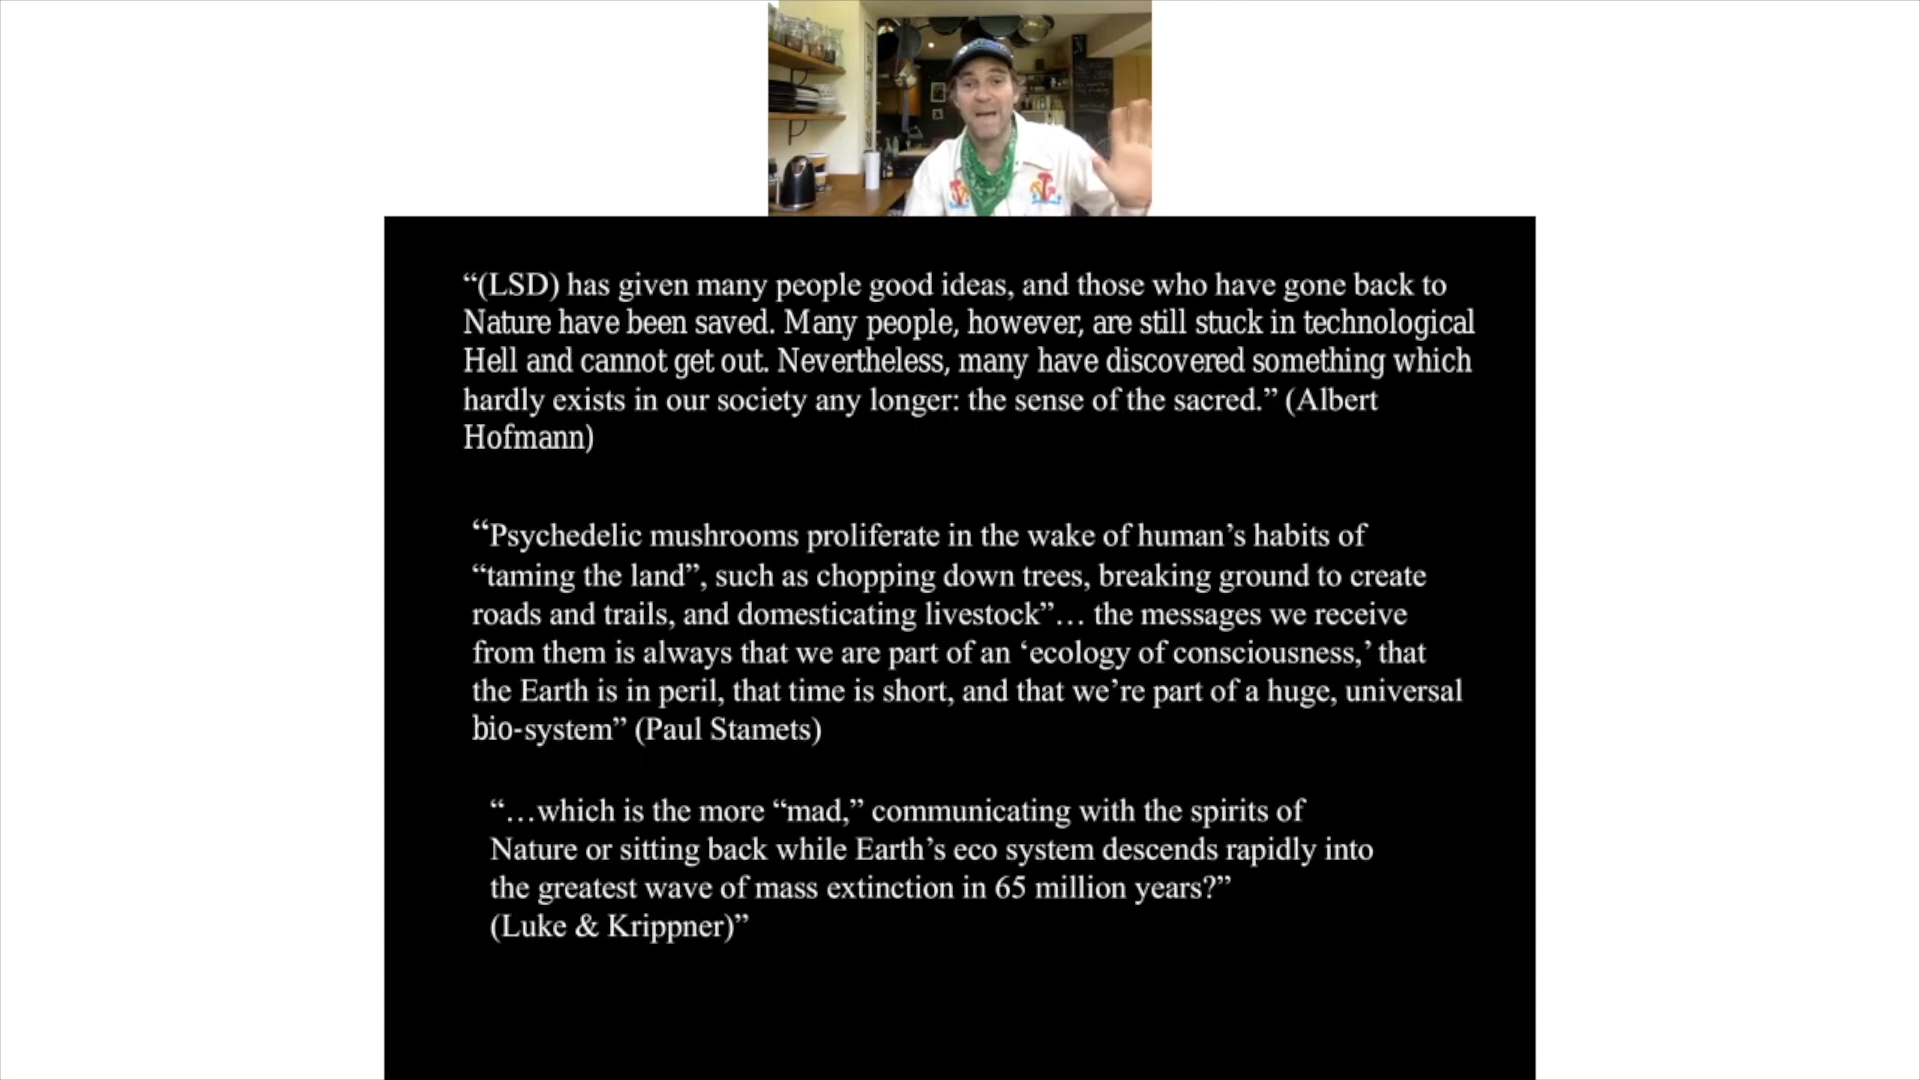 “(LSD) has given many people good ideas, and those who have gone back to
Nature have been saved. Many people, however, are still stuck in technological
Hell and cannot get out. Nevertheless, many have discovered something which
hardly exists in our society any longer: the sense of the sacred.” (Albert
Hofmann)
“Psychedelic mushrooms proliferate in the wake of human’s habits of
“taming the land”, such as chopping down trees, breaking ground to create
roads and trails, and domesticating livestock”… the messages we receive
from them is always that we are part of an ‘ecology of consciousness,’ that
the Earth is in peril, that time is short, and that we’re part of a huge, universal
bio-system” (Paul Stamets)
“…which is the more “mad,” communicating with the spirits of
Nature or sitting back while Earth’s eco system descends rapidly into
the greatest wave of mass extinction in 65 million years?”
(Luke & Krippner)”